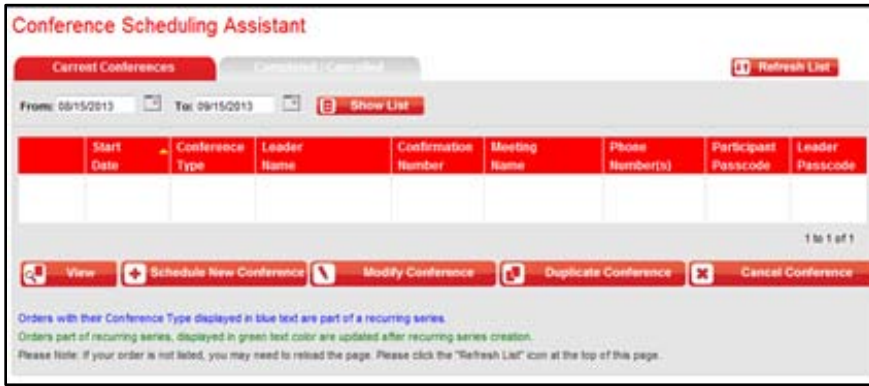 Conference Scheduling Assistant
Current Conferences Completed / Cancelled Refresh List
From: 08/15/2013 To: 09/15/2013 Show List
Start Date Conference Type Leader Name Confirmation Number Meeting Name Phone Number(s) Participant Passcode Leader Passcode
1 to 1 of 1
View Schedule New Conference Modify Conference Duplicate Conference Cancel Conference
Orders with their Conference Type displayed in blue text are part of a recurring series.
Orders part of recurring series, displayed in green text color are updated after recurring series creation.
Please Note: If your order is not listed, you may need to reload the page. Please click the "Refresh List" icon at the top of this page.